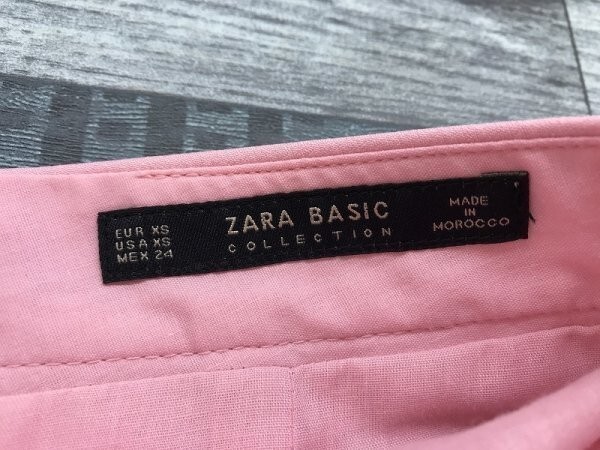 EUR XS
USA XS
MEX 24
ZARA BASIC
COLLECTION
MADE
IN
MOROCCO